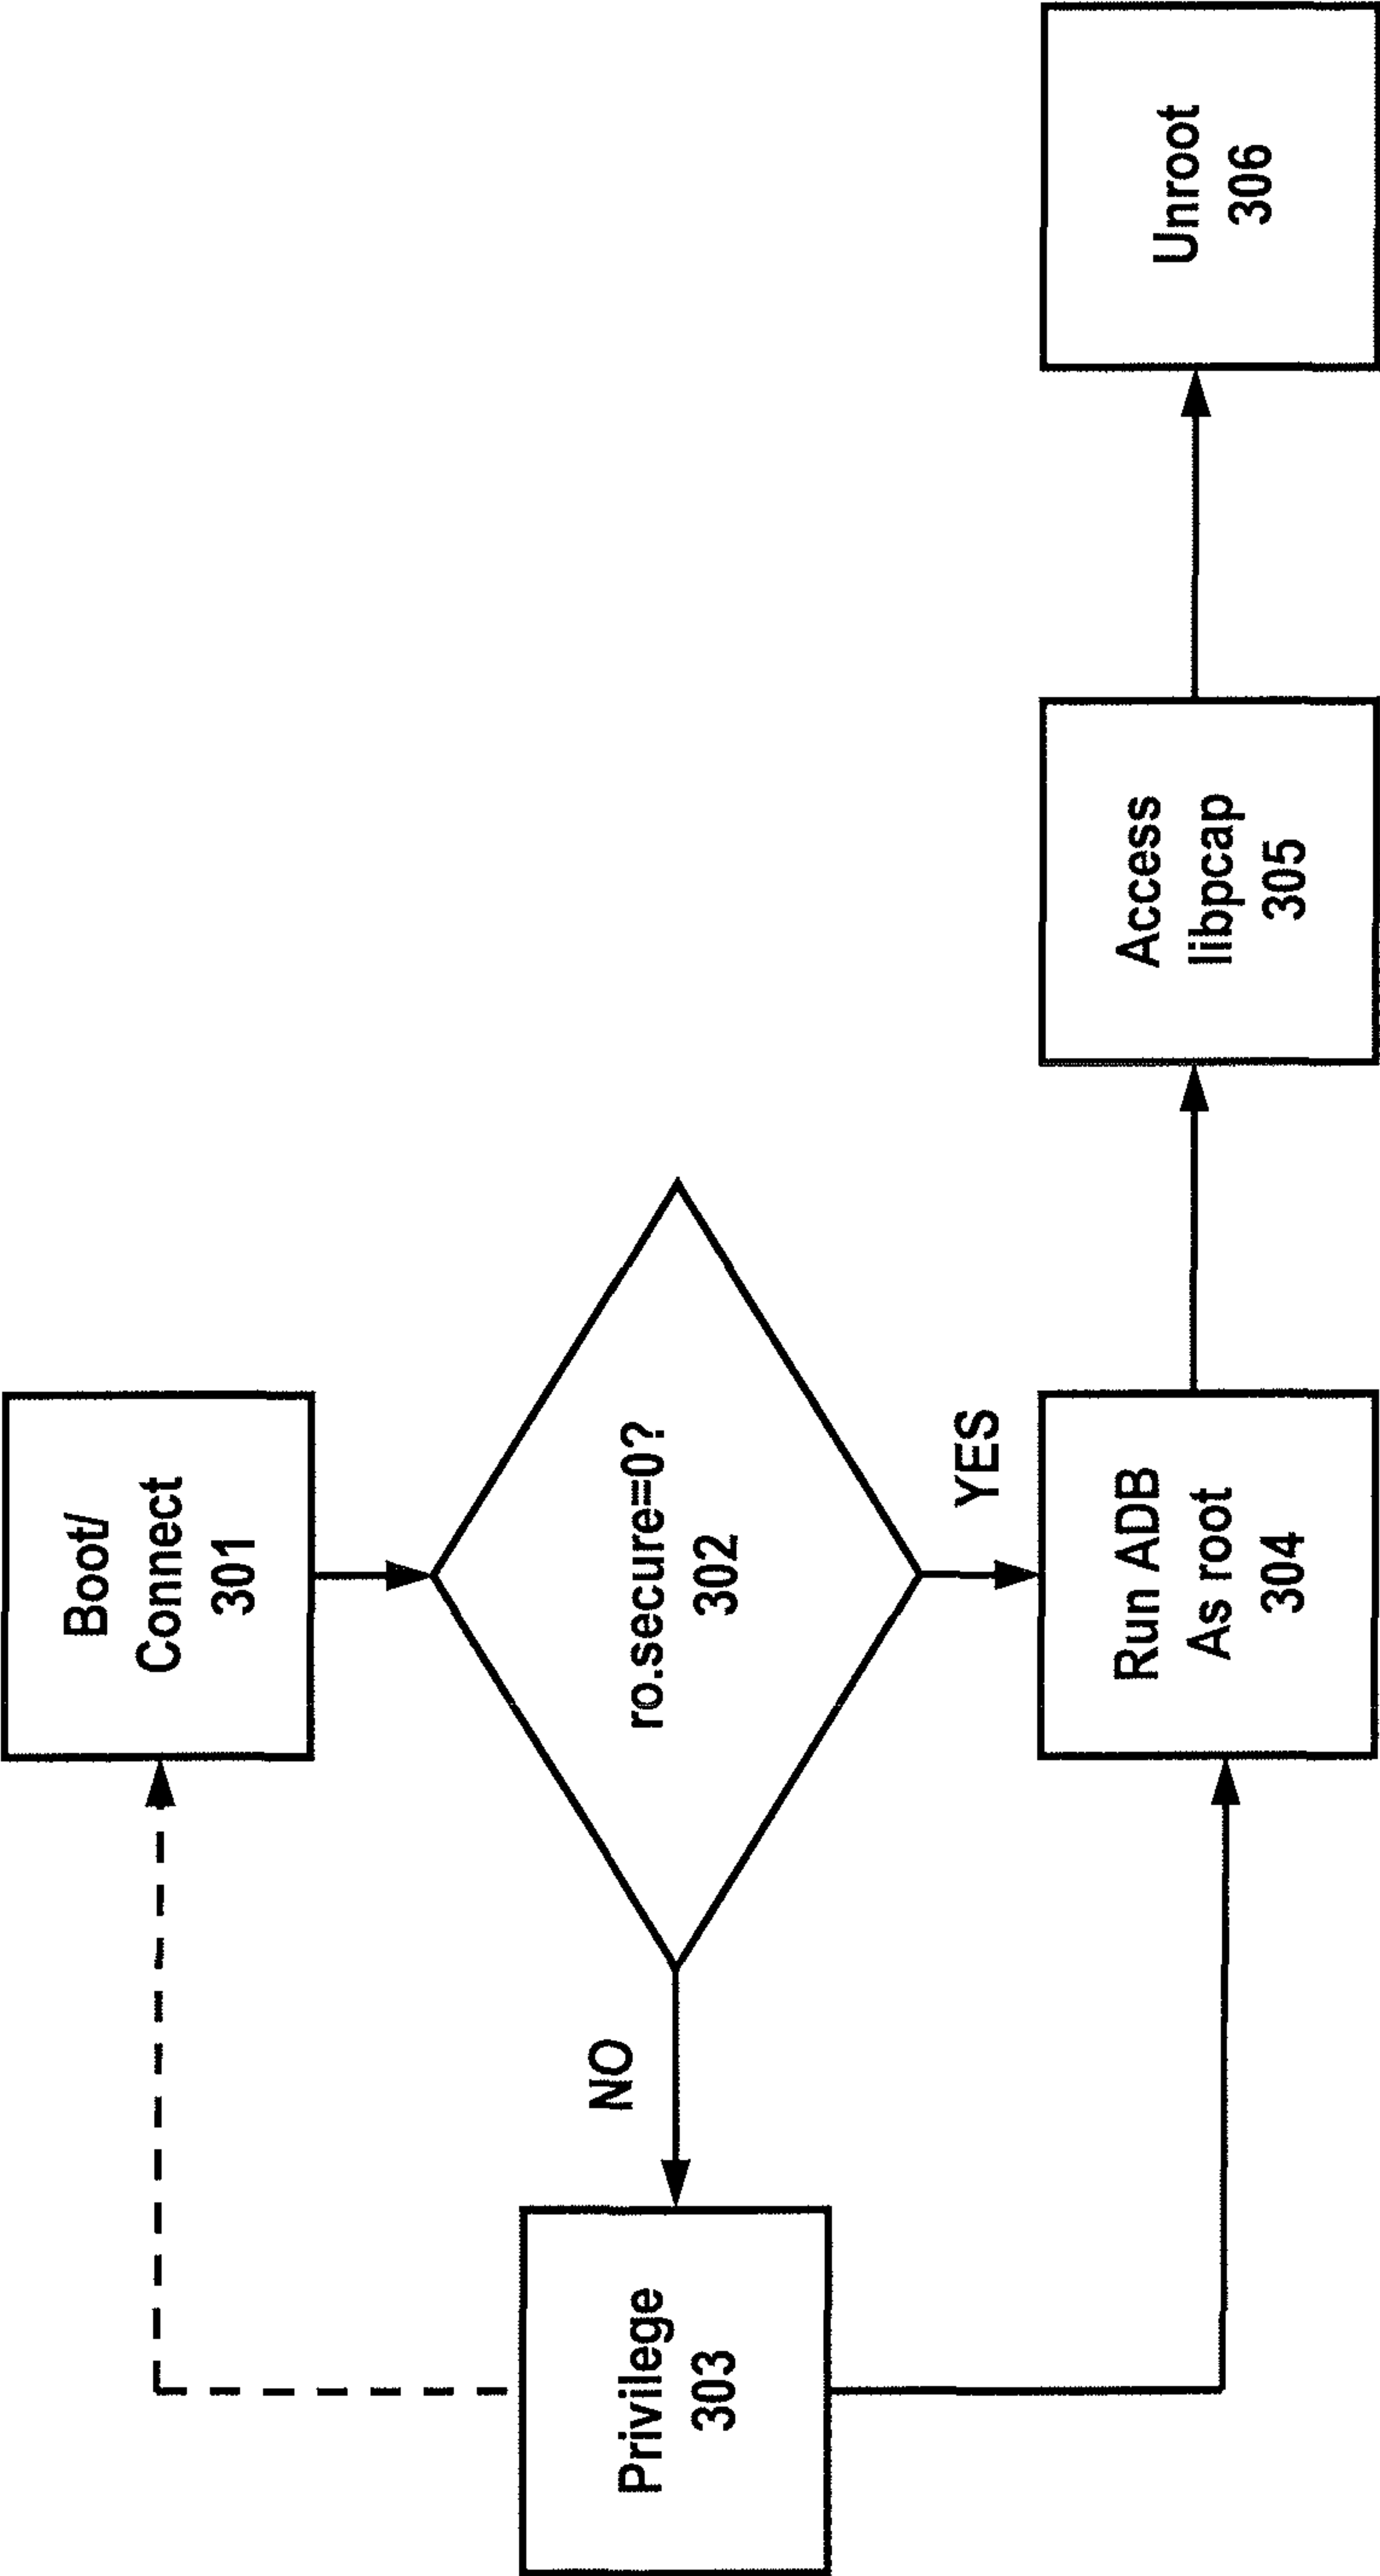 Boot/
Connect
301
ro.secure=0?
302
NO
YES
Privilege
303
Run ADB
As root
304
Access
libpcap
305
Unroot
306